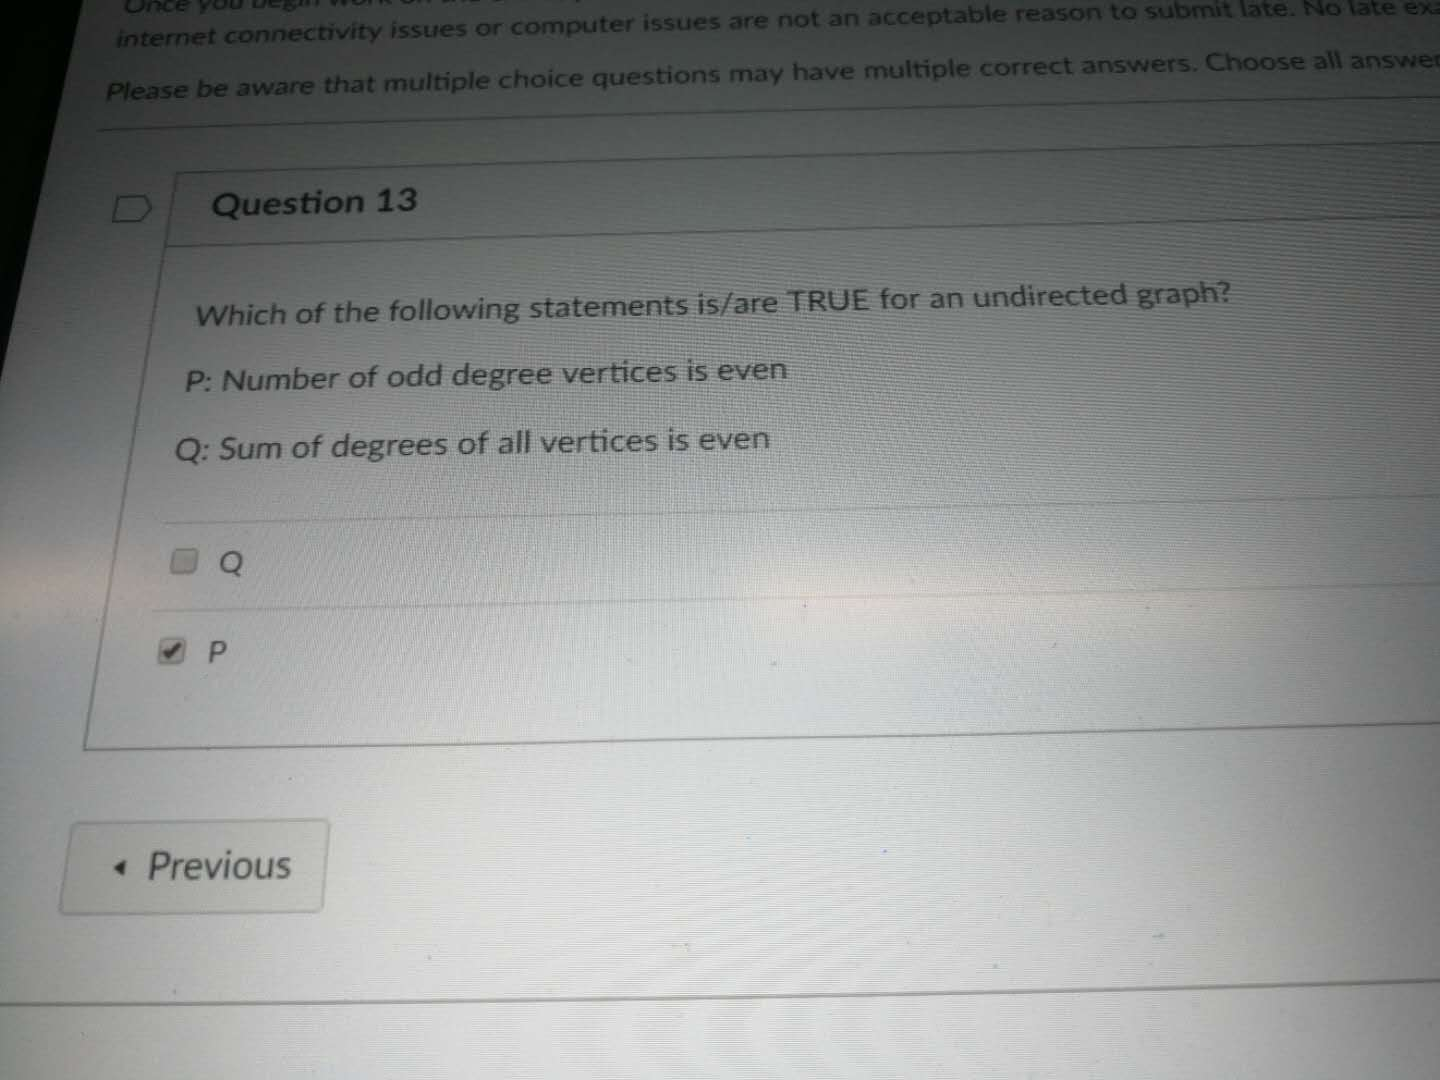 Once you begin
internet connectivity issues or computer issues are not an acceptable reason to submit late. No late
Please be aware that multiple choice questions may have multiple correct answers. Choose all
Question 13
Which of the following statements is/are TRUE for an undirected graph?
P: Number of odd degree vertices is even
Q: Sum of degrees of all vertices is even
Q
P
Previous